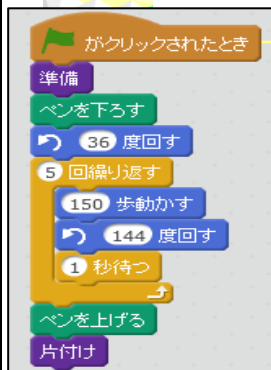 がクリックされたとき
準備
ペンを下ろす
36 度回す
5 回繰り返す
150 歩動かす
144 度回す
1 秒待つ
ペンを上げる
片付け